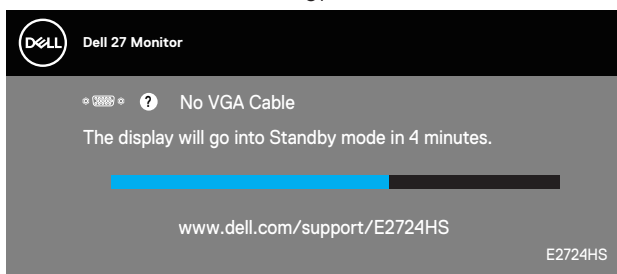 DELL
Dell 27 Monitor
? No VGA Cable
The display will go into Standby mode in 4 minutes.
www.dell.com/support/E2724HS
E2724HS